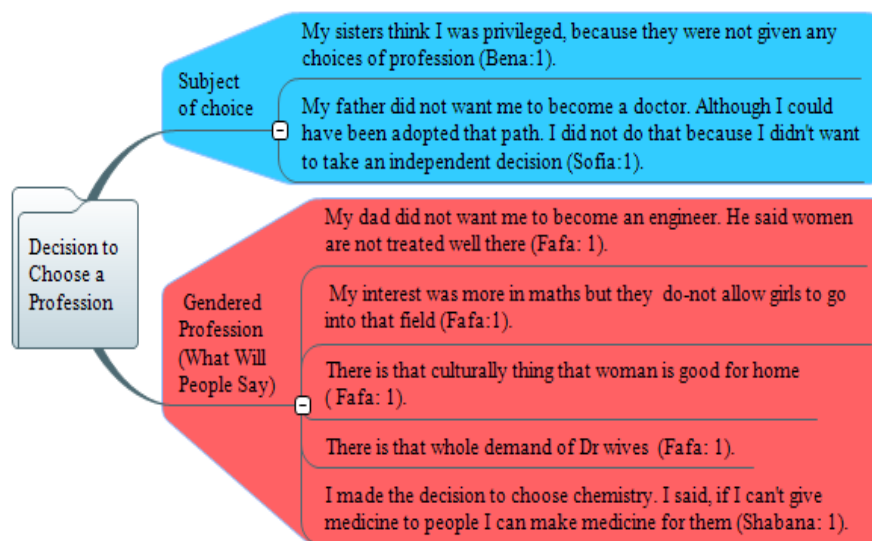 Decision to
Choose a
Profession
Subject
of choice
My sisters think I was privileged, because they were not given any
choices of profession (Bena:1).
My father did not want me to become a doctor. Although I could
have been adopted that path. I did not do that because I didn't want
to take an independent decision (Sofia:1).
Gendered
Profession
(What Will
People Say)
My dad did not want me to become an engineer. He said women
are not treated well there (Fafa: 1).
My interest was more in maths but they do-not allow girls to go
into that field (Fafa:1).
There is that culturally thing that woman is good for home
( Fafa: 1).
There is that whole demand of Dr wives (Fafa: 1).
I made the decision to choose chemistry. I said, if I can't give
medicine to people I can make medicine for them (Shabana: 1).